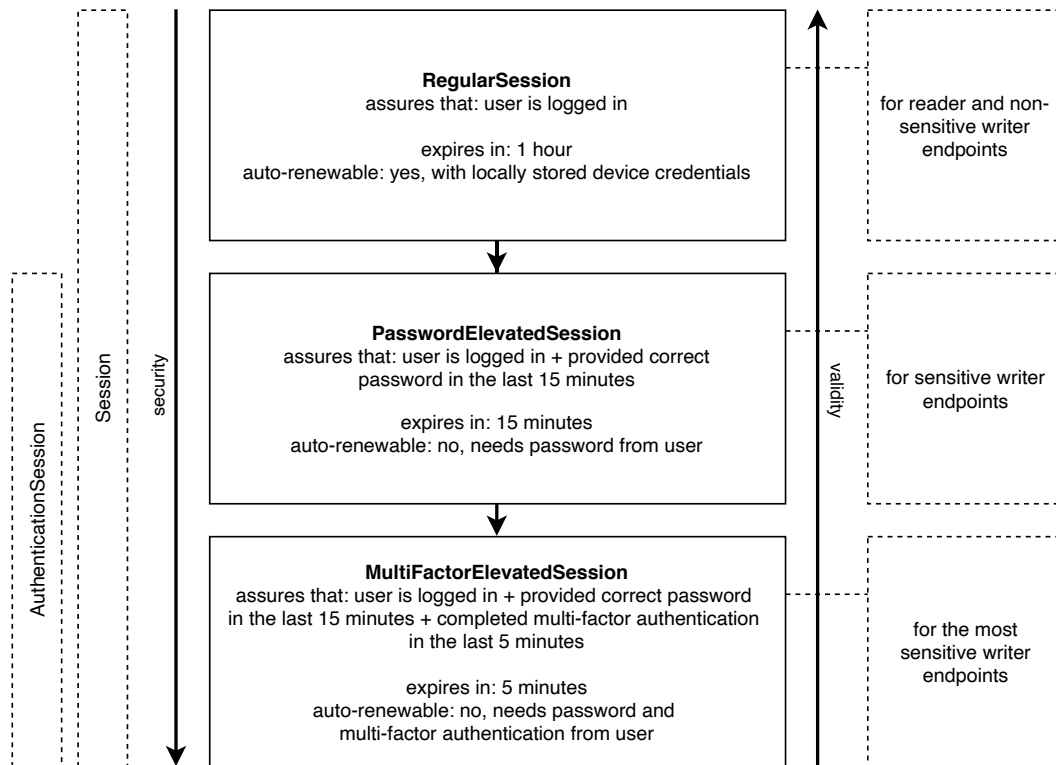 RegularSession
assures that: user is logged in
expires in: 1 hour
auto-renewable: yes, with locally stored device credentials
for reader and non-
sensitive writer
endpoints
AuthenticationSession
Session
security
PasswordElevatedSession
assures that: user is logged in + provided correct
password in the last 15 minutes
expires in: 15 minutes
auto-renewable: no, needs password from user
validity
for sensitive writer
endpoints
MultiFactorElevatedSession
assures that: user is logged in + provided correct password
in the last 15 minutes + completed multi-factor authentication
in the last 5 minutes
expires in: 5 minutes
auto-renewable: no, needs password and
multi-factor authentication from user
for the most
sensitive writer
endpoints